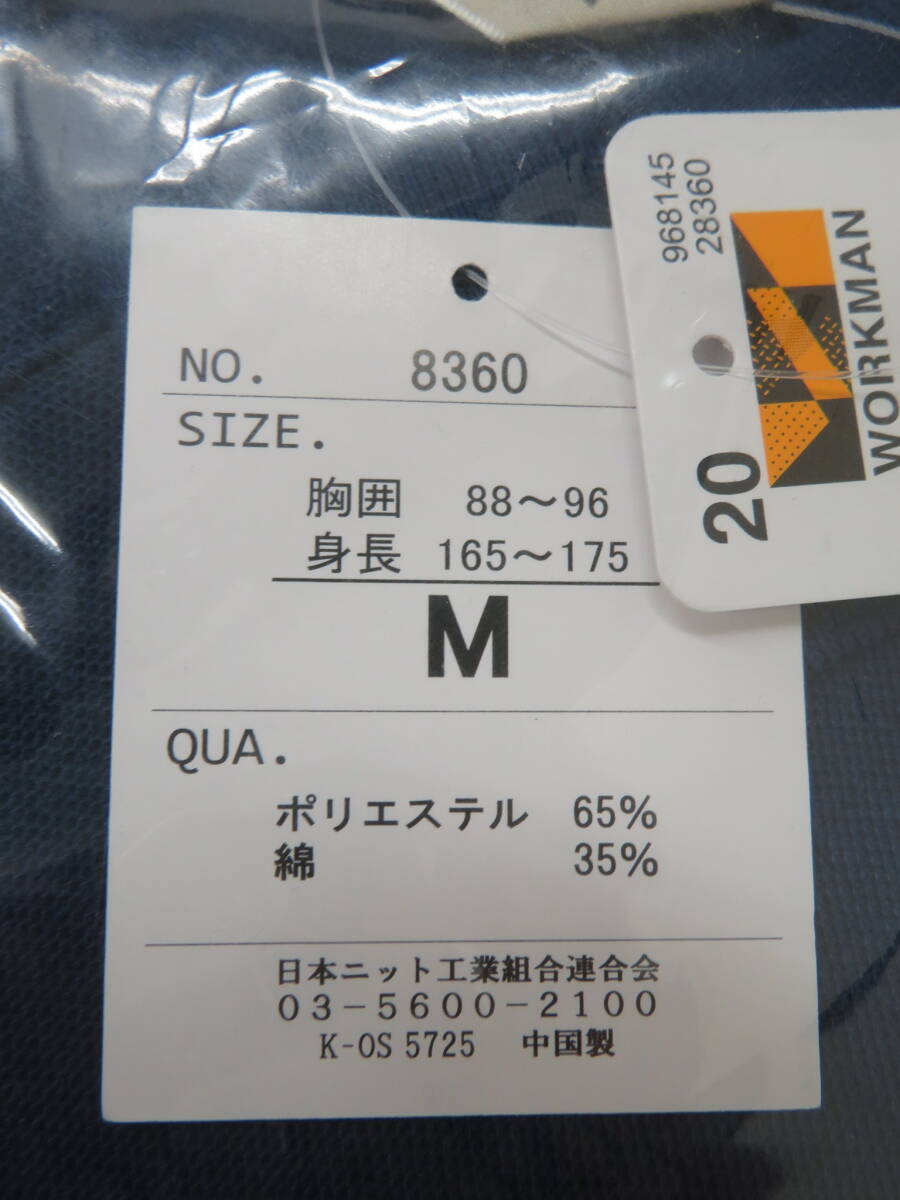 NO. 8360
SIZE.
胸囲 88～96
身長 165～175
M
QUA.
ポリエステル 65%
綿 35%
日本ニット工業組合連合会
03-5600-2100
K-OS 5725 中国製
968145
28360
20
WORKMAN